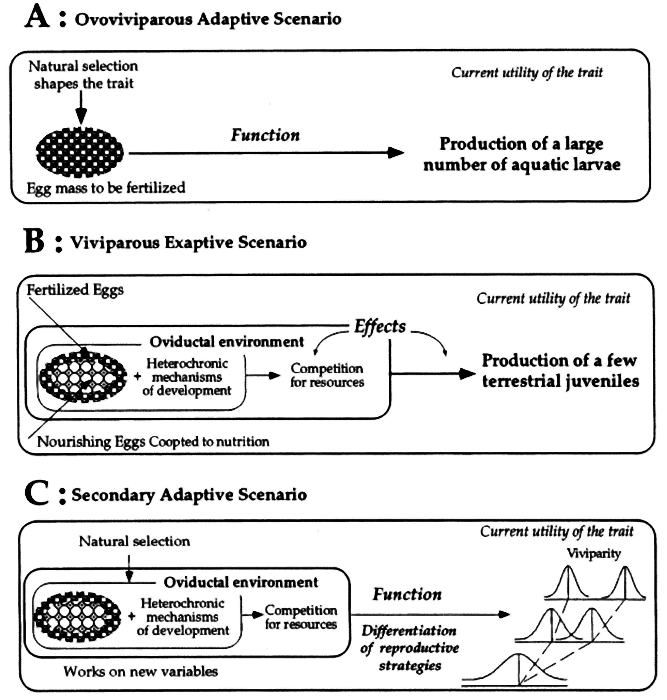 A : Ovoviviparous Adaptive Scenario
Natural selection
shapes the trait
Current utility of the trait
Function
Production of a large
number of aquatic larvae
Egg mass to be fertilized
B : Viviparous Exaptive Scenario
Fertilized Eggs
Current utility of the trait
Effects
Oviductal environment
+ Heterochronic
mechanisms
of development
Competition
for resources
Production of a few
terrestrial juveniles
Nourishing Eggs Coopted to nutrition
C : Secondary Adaptive Scenario
Current utility of the trait
Natural selection
Viviparity
Oviductal environment
+ Heterochronic
mechanisms
of development
Competition
for resources
Function
Differentiation
of reproductive
strategies
Works on new variables